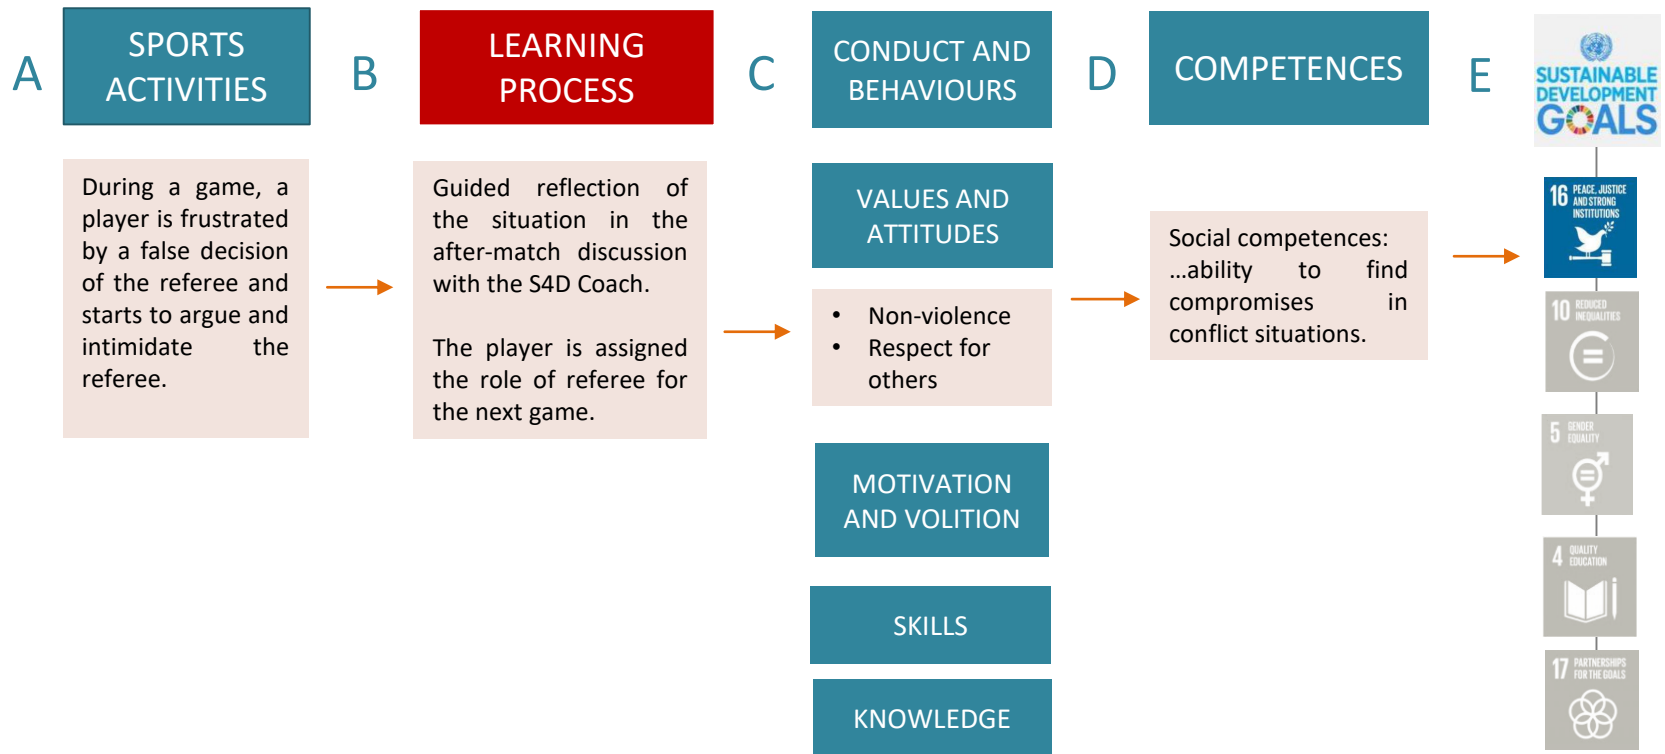 A
SPORTS
ACTIVITIES
During a game, a
player is frustrated
by a false decision
of the referee and
starts to argue and
intimidate the
referee.
B
LEARNING
PROCESS
Guided reflection of
the situation in the
after-match discussion
with the S4D Coach.
The player is assigned
the role of referee for
the next game.
C
CONDUCT AND
BEHAVIOURS
VALUES AND
ATTITUDES
• Non-violence
• Respect for
others
MOTIVATION
AND VOLITION
SKILLS
KNOWLEDGE
D
COMPETENCES
Social competences:
...ability to find
compromises in
conflict situations.
E
SUSTAINABLE
DEVELOPMENT
GOALS
16 PEACE, JUSTICE
AND STRONG
INSTITUTIONS
10 REDUCED
INEQUALITIES
5 GENDER
EQUALITY
4 QUALITY
EDUCATION
17 PARTNERSHIPS
FOR THE GOALS